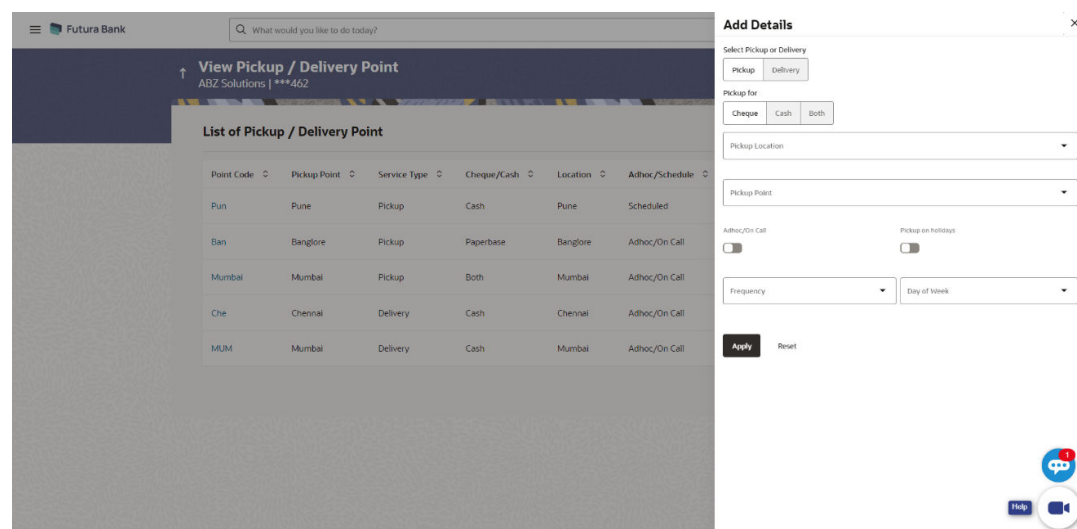 Futura Bank
What would you like to do today?
View Pickup / Delivery Point
ABZ Solutions | ***462
List of Pickup / Delivery Point
Point Code Pickup Point Service Type Cheque/Cash Location Adhoc/Schedule
Pun Pune Pickup Cash Pune Scheduled
Ban Banglore Pickup Paperbase Banglore Adhoc/On Call
Mumbai Mumbai Pickup Both Mumbai Adhoc/On Call
Che Chennai Delivery Cash Chennai Adhoc/On Call
MUM Mumbai Delivery Cash Mumbai Adhoc/On Call
Add Details
Select Pickup or Delivery
Pickup Delivery
Pickup for
Cheque Cash Both
Pickup Location
Pickup Point
Adhoc/On Call Pickup on holidays
Frequency Day of Week
Apply Reset
1
Help